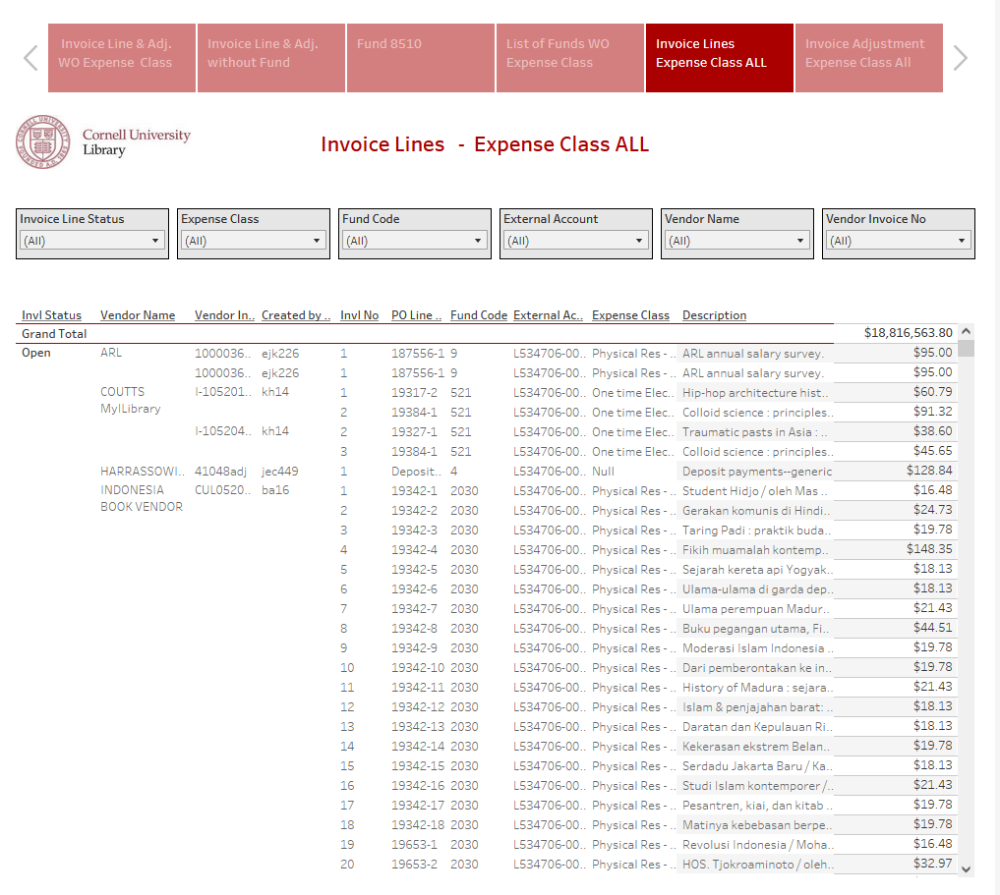 Invoice Line & Adj. WO Expense Class
Invoice Line & Adj. without Fund
Fund 8510
List of Funds WO Expense Class
Invoice Lines Expense Class ALL
Invoice Adjustment Expense Class All
Cornell University
Library
Invoice Lines - Expense Class ALL
Invoice Line Status Expense Class Fund Code External Account Vendor Name Vendor Invoice No
(All) (All) (All) (All) (All) (All)
Invl Status Vendor Name Vendor In.. Created by .. Invl No PO Line .. Fund Code External Ac.. Expense Class Description
Grand Total $18,816,563.80
Open ARL 1000036.. ejk226 1 187556-1 9 L534706-00.. Physical Res - .. ARL annual salary survey. $95.00
1000036.. ejk226 1 187556-1 9 L534706-00.. Physical Res - .. ARL annual salary survey. $95.00
COUTTS MyiLibrary I-105201.. kh14 1 19317-2 521 L534706-00.. One time Elec.. Hip-hop architecture hist.. $60.79
2 19384-1 521 L534706-00.. One time Elec.. Colloid science : principles.. $91.32
I-105204.. kh14 2 19327-1 521 L534706-00.. One time Elec.. Traumatic pasts in Asia : .. $38.60
3 19384-1 521 L534706-00.. One time Elec.. Colloid science : principles.. $45.65
HARRASSOWI.. 41048adj jec449 1 Deposit.. 4 L534706-00.. Null Deposit payments--generic $128.84
INDONESIA BOOK VENDOR CUL0520.. ba16 1 19342-1 2030 L534706-00.. Physical Res - .. Student Hidjo / oleh Mas .. $16.48
2 19342-2 2030 L534706-00.. Physical Res - .. Gerakan komunis di Hindi.. $24.73
3 19342-3 2030 L534706-00.. Physical Res - .. Taring Padi : praktik buda.. $19.78
4 19342-4 2030 L534706-00.. Physical Res - .. Fikih muamalah kontemp.. $148.35
5 19342-5 2030 L534706-00.. Physical Res - .. Sejarah kereta api Yogyak.. $18.13
6 19342-6 2030 L534706-00.. Physical Res - .. Ulama-ulama di garda dep.. $18.13
7 19342-7 2030 L534706-00.. Physical Res - .. Ulama perempuan Madur.. $21.43
8 19342-8 2030 L534706-00.. Physical Res - .. Buku pegangan utama, Fi.. $44.51
9 19342-9 2030 L534706-00.. Physical Res - .. Moderasi Islam Indonesia .. $19.78
10 19342-10 2030 L534706-00.. Physical Res - .. Dari pemberontakan ke in.. $19.78
11 19342-11 2030 L534706-00.. Physical Res - .. History of Madura : sejara.. $21.43
12 19342-12 2030 L534706-00.. Physical Res - .. Islam & penjajahan barat: .. $18.13
13 19342-13 2030 L534706-00.. Physical Res - .. Daratan dan Kepulauan Ri.. $18.13
14 19342-14 2030 L534706-00.. Physical Res - .. Kekerasan ekstrem Belan.. $19.78
15 19342-15 2030 L534706-00.. Physical Res - .. Serdadu Jakarta Baru / Ka.. $18.13
16 19342-16 2030 L534706-00.. Physical Res - .. Studi Islam kontemporer /.. $21.43
17 19342-17 2030 L534706-00.. Physical Res - .. Pesantren, kiai, dan kitab .. $19.78
18 19342-18 2030 L534706-00.. Physical Res - .. Matinya kebebasan berpe.. $19.78
19 19653-1 2030 L534706-00.. Physical Res - .. Revolusi Indonesia / Moha.. $16.48
20 19653-2 2030 L534706-00.. Physical Res - .. HOS. Tjokroaminoto / oleh.. $32.97